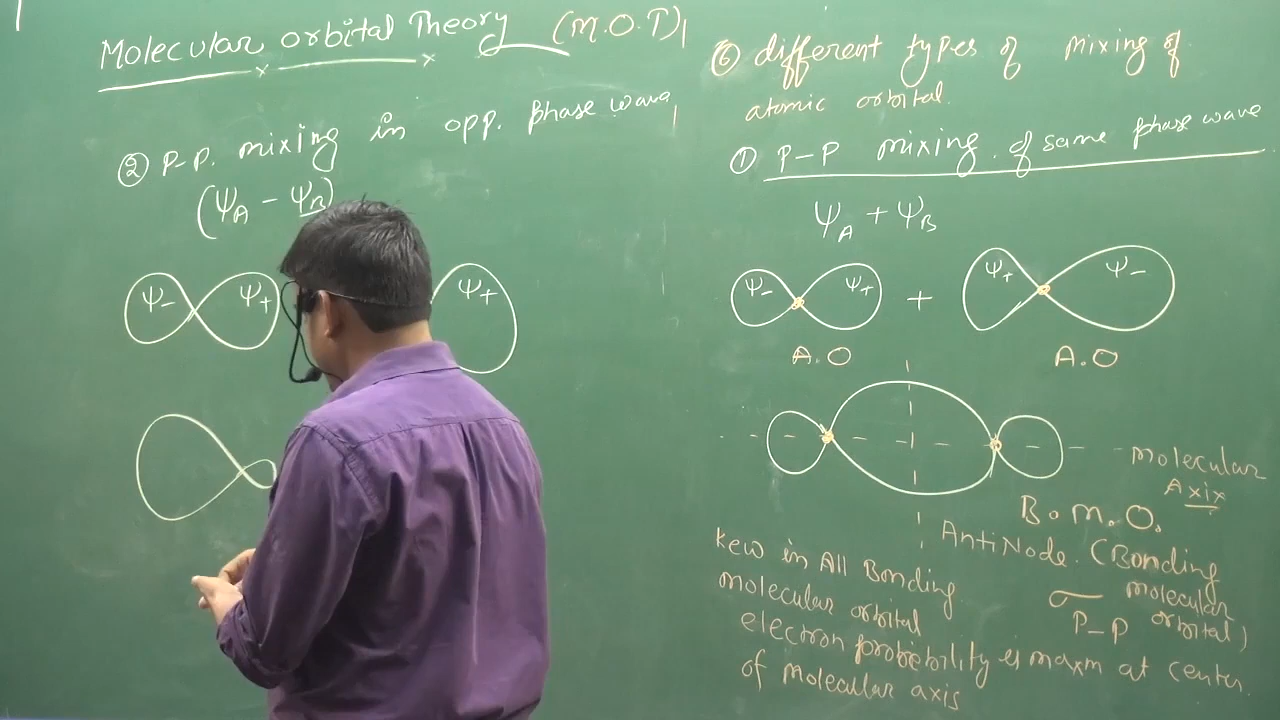 Molecular orbital Theory (M.O.T)
② P-P. mixing in opp. phase wave
(ΨA - ΨB)
Ψ- Ψ+ Ψ+
⑥ different types of mixing of
atomic orbital.
① P-P mixing of same phase wave
ΨA + ΨB
Ψ- Ψ+ + Ψ+ Ψ-
A.O A.O
molecular
Axix
B.M.O.
AntiNode. (Bonding
molecular
orbital)
σ
P-P
Kew in All Bonding
molecular orbital
electron probebility is maxm at center
of molecular axis